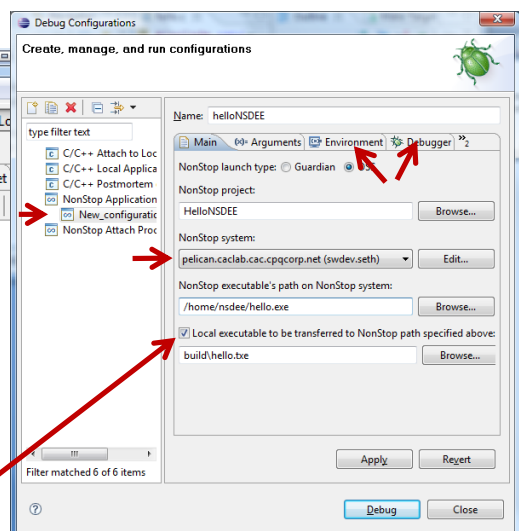 Debug Configurations
Create, manage, and run configurations
type filter text
C/C++ Attach to Loc
C/C++ Local Applica
C/C++ Postmortem
NonStop Application
New_configuratic
NonStop Attach Proc
Filter matched 6 of 6 items
Name: helloNSDEE
Main Arguments Environment Debugger »2
NonStop launch type: Guardian
NonStop project:
HelloNSDEE Browse...
NonStop system:
pelican.caclab.cac.cpqcorp.net (swdev.seth) Edit...
NonStop executable's path on NonStop system:
/home/nsdee/hello.exe Browse...
Local executable to be transferred to NonStop path specified above:
build\hello.txe Browse...
Apply Revert
Debug Close